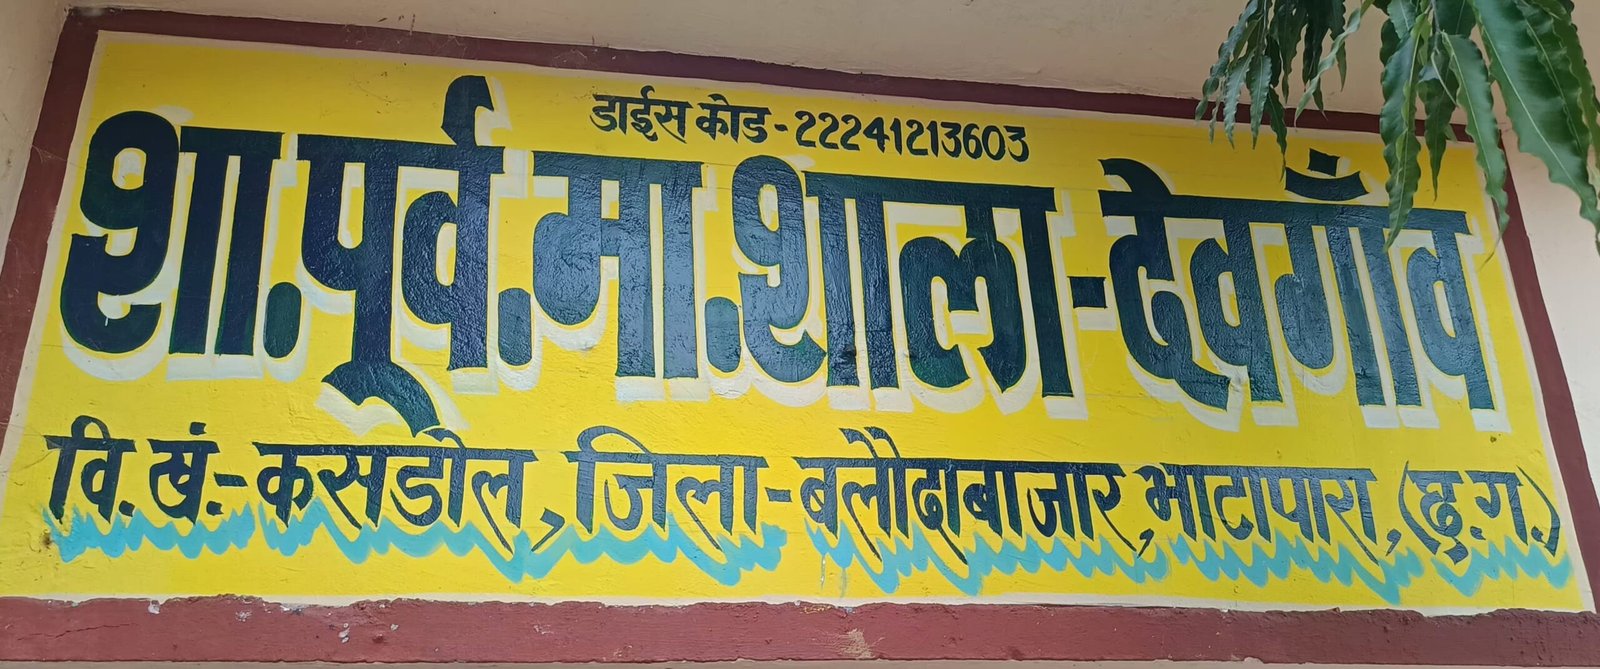 डाईस कोड - 22241213603
शा. पूर्व. मा. शाला - देवगाँव
वि. खं. - कसडोल, जिला - बलौदाबाजार, भाटापारा, (छ. ग.)